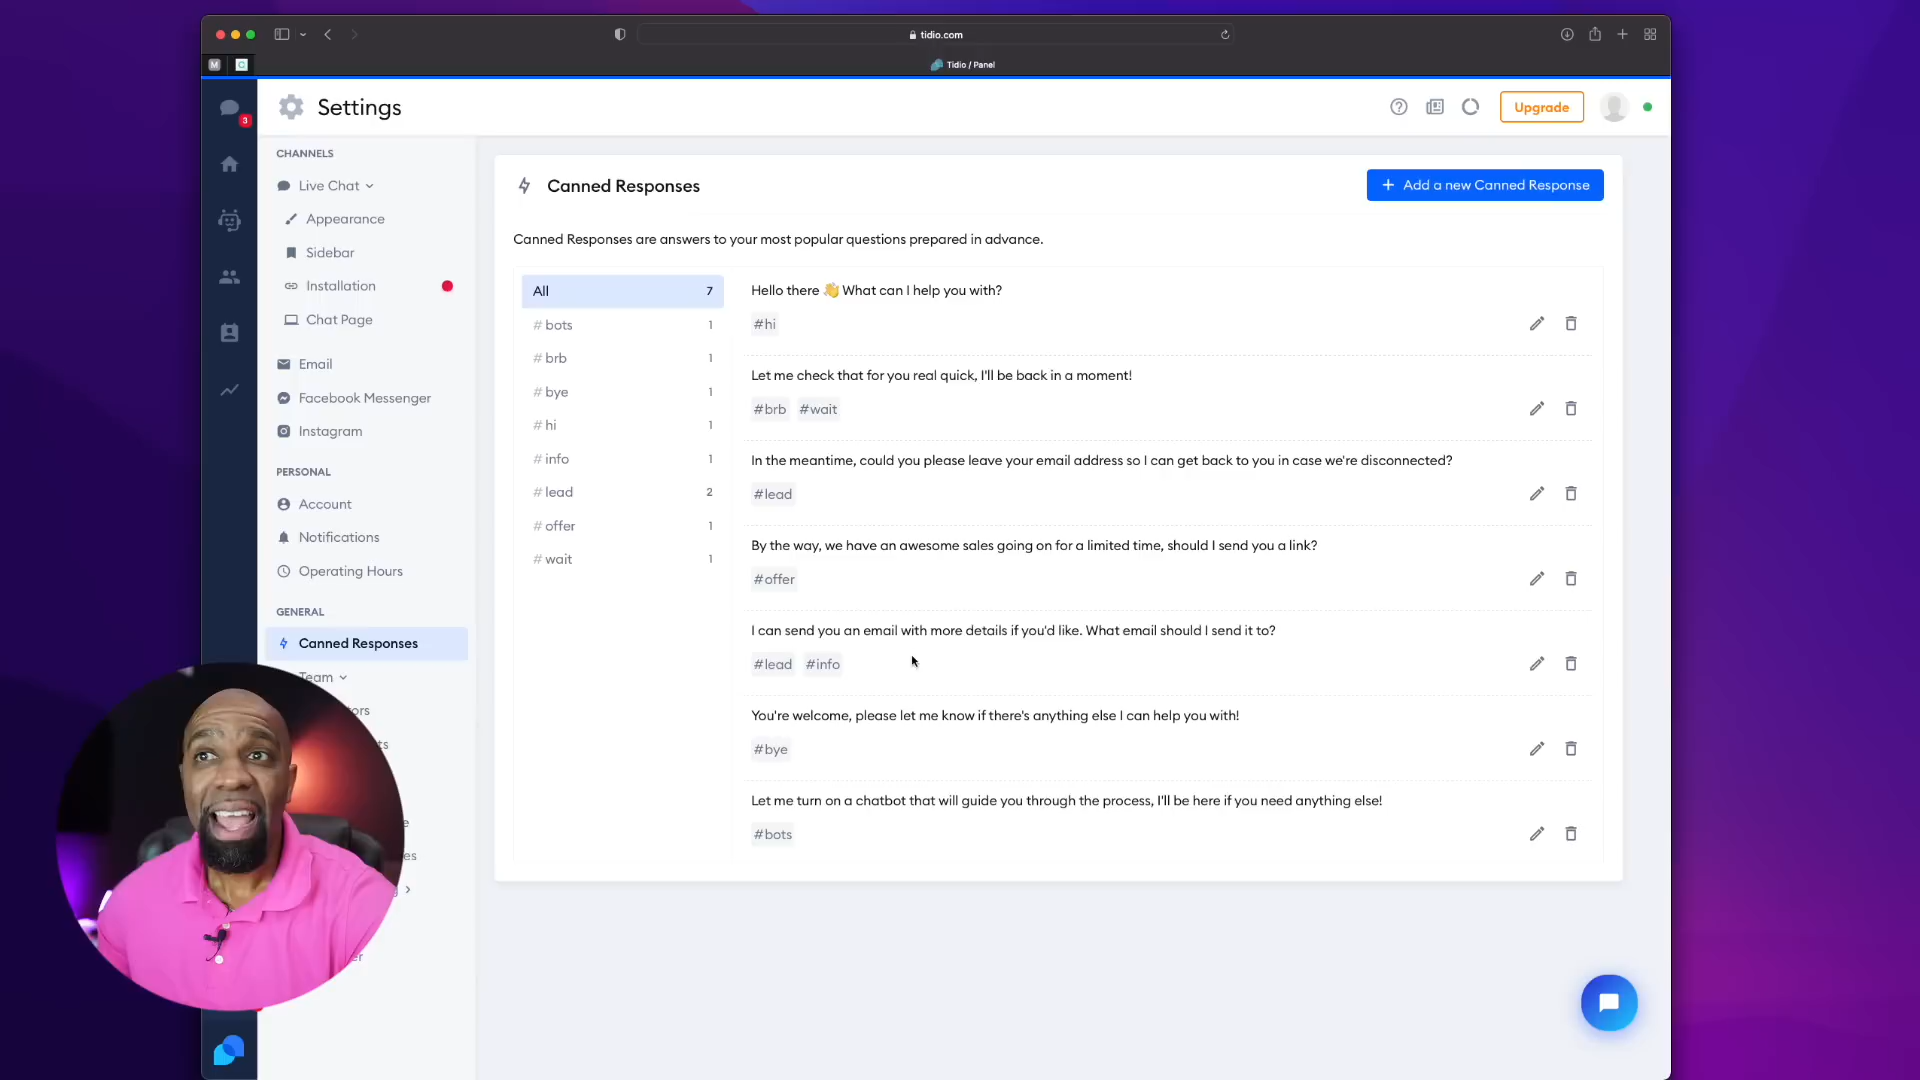 tidio.com
M
C
Tidio / Panel
3
Settings
Upgrade
CHANNELS
Live Chat
Appearance
Sidebar
Installation
Chat Page
Email
Facebook Messenger
Instagram
PERSONAL
Account
Notifications
Operating Hours
GENERAL
Canned Responses
Team
ors
ts
e
es
er
Canned Responses
+ Add a new Canned Response
Canned Responses are answers to your most popular questions prepared in advance.
All 7
# bots 1
# brb 1
# bye 1
# hi 1
# info 1
# lead 2
# offer 1
# wait 1
Hello there 👋 What can I help you with?
#hi
Let me check that for you real quick, I'll be back in a moment!
#brb #wait
In the meantime, could you please leave your email address so I can get back to you in case we're disconnected?
#lead
By the way, we have an awesome sales going on for a limited time, should I send you a link?
#offer
I can send you an email with more details if you'd like. What email should I send it to?
#lead #info
You're welcome, please let me know if there's anything else I can help you with!
#bye
Let me turn on a chatbot that will guide you through the process, I'll be here if you need anything else!
#bots